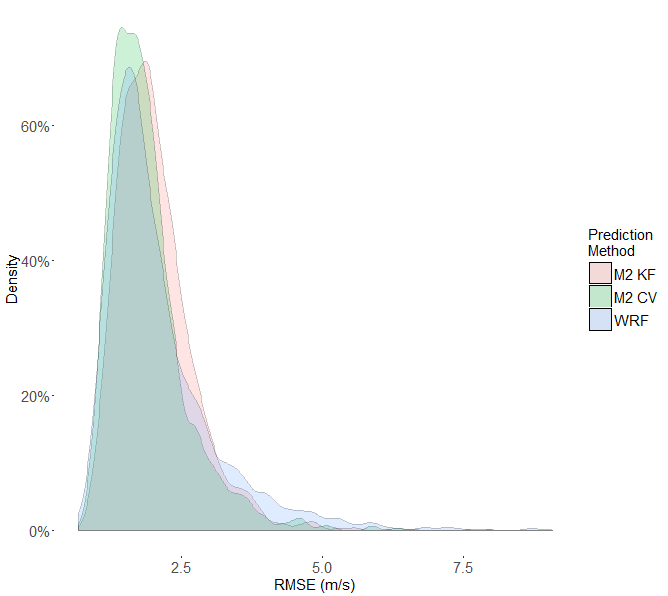 60%
40%
20%
0%
Density
2.5
5.0
7.5
RMSE (m/s)
Prediction
Method
M2 KF
M2 CV
WRF